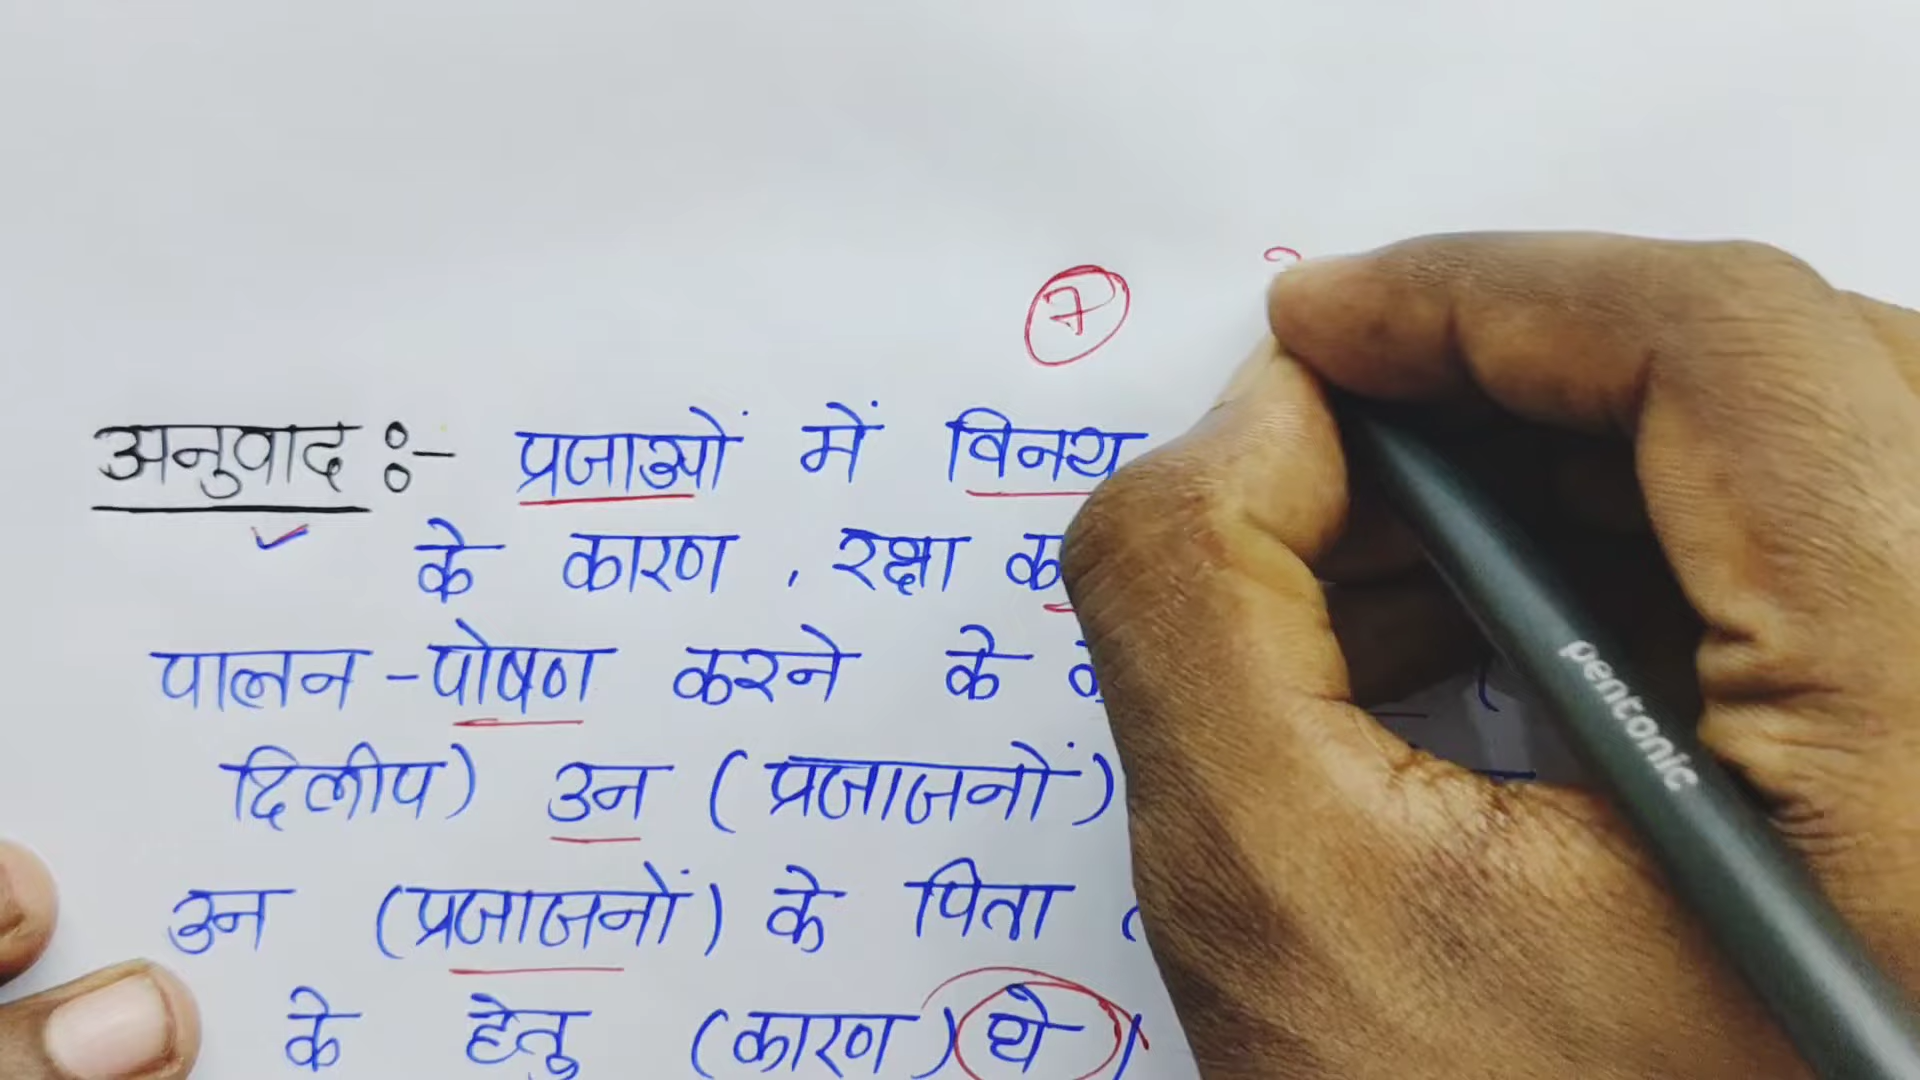 7
अनुवाद :- प्रजाओं में विनय
के कारण , रक्षा
पालन - पोषण करने के
दिलीप) उन (प्रजाजनों)
उन (प्रजाजनों) के पिता
के हेतु (कारण) थे।
pentonic